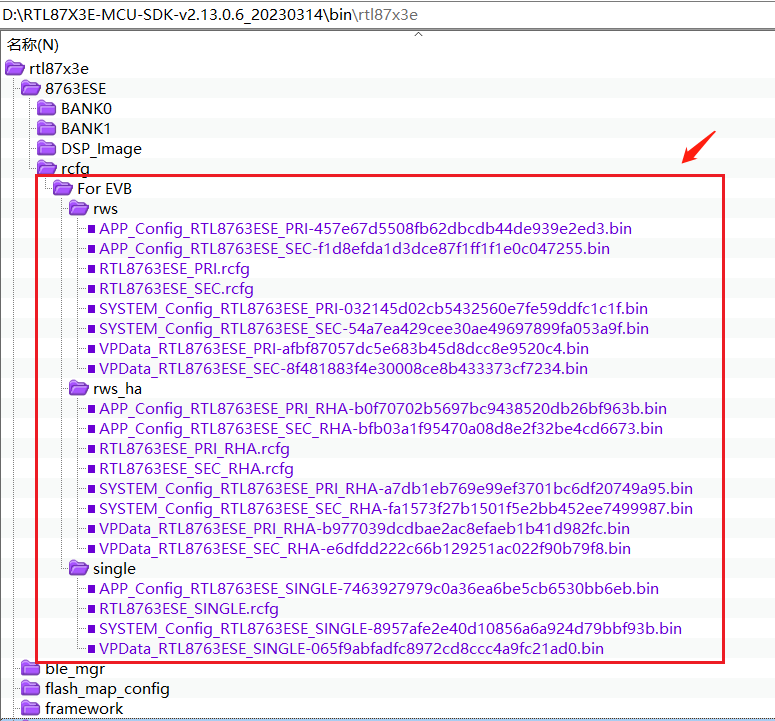 D:\RTL87X3E-MCU-SDK-v2.13.0.6_20230314\bin\rtl87x3e
名称(N)
rtl87x3e
8763ESE
BANK0
BANK1
DSP_Image
rcfg
For EVB
rws
APP_Config_RTL8763ESE_PRI-457e67d5508fb62dbcdb44de939e2ed3.bin
APP_Config_RTL8763ESE_SEC-f1d8efda1d3dce87f1ff1f1e0c047255.bin
RTL8763ESE_PRI.rcfg
RTL8763ESE_SEC.rcfg
SYSTEM_Config_RTL8763ESE_PRI-032145d02cb5432560e7fe59ddfc1c1f.bin
SYSTEM_Config_RTL8763ESE_SEC-54a7ea429cee30ae49697899fa053a9f.bin
VPData_RTL8763ESE_PRI-afbf87057dc5e683b45d8dcc8e9520c4.bin
VPData_RTL8763ESE_SEC-8f481883f4e30008ce8b433373cf7234.bin
rws_ha
APP_Config_RTL8763ESE_PRI_RHA-b0f70702b5697bc9438520db26bf963b.bin
APP_Config_RTL8763ESE_SEC_RHA-bfb03a1f95470a08d8e2f32be4cd6673.bin
RTL8763ESE_PRI_RHA.rcfg
RTL8763ESE_SEC_RHA.rcfg
SYSTEM_Config_RTL8763ESE_PRI_RHA-a7db1eb769e99ef3701bc6df20749a95.bin
SYSTEM_Config_RTL8763ESE_SEC_RHA-fa1573f27b1501f5e2bb452ee7499987.bin
VPData_RTL8763ESE_PRI_RHA-b977039dcdbae2ac8efaeb1b41d982fc.bin
VPData_RTL8763ESE_SEC_RHA-e6dfdd222c66b129251ac022f90b79f8.bin
single
APP_Config_RTL8763ESE_SINGLE-7463927979c0a36ea6be5cb6530bb6eb.bin
RTL8763ESE_SINGLE.rcfg
SYSTEM_Config_RTL8763ESE_SINGLE-8957afe2e40d10856a6a924d79bbf93b.bin
VPData_RTL8763ESE_SINGLE-065f9abfadfc8972cd8ccc4a9fc21ad0.bin
ble_mgr
flash_map_config
framework